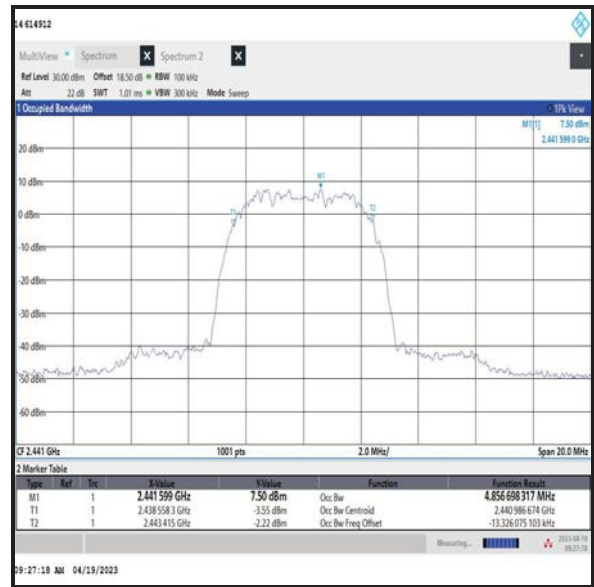 14 614912
MultiView Spectrum X Spectrum 2 X
Ref Level 30.00 dBm Offset 18.50 dB RBW 100 kHz
Att 22 dB SWT 1.01 ms VBW 300 kHz Mode Sweep
1 Occupied Bandwidth 1Pk View
M1[1] 7.50 dBm
2.441 599 0 GHz
20 dBm
M1
10 dBm
T1 T2
0 dBm
-10 dBm
-20 dBm
-30 dBm
-40 dBm
-50 dBm
-60 dBm
CF 2.441 GHz 1001 pts 2.0 MHz/ Span 20.0 MHz
2 Marker Table
Type Ref Trc X-Value Y-Value Function Function Result
M1 1 2.441 599 GHz 7.50 dBm Occ Bw 4.856 698 317 MHz
T1 1 2.438 558 3 GHz -3.55 dBm Occ Bw Centroid 2.440 986 674 GHz
T2 1 2.443 415 GHz -2.22 dBm Occ Bw Freq Offset -13.326 075 103 kHz
Measuring... 2023-04-19
09:27:18
09:27:18 AM 04/19/2023